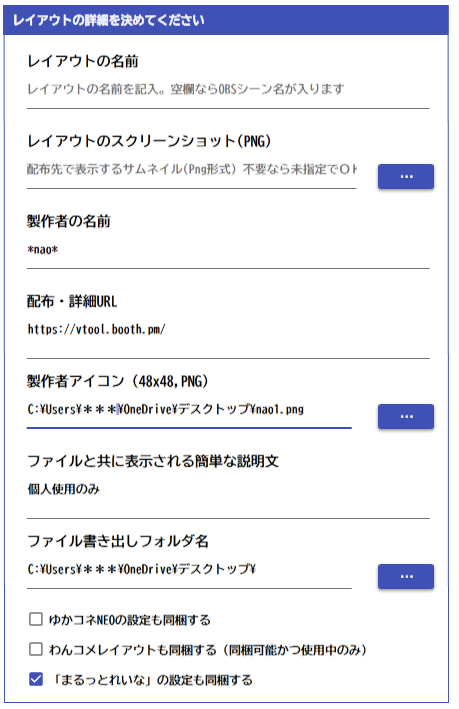 レイアウトの詳細を決めてください
レイアウトの名前
レイアウトの名前を記入。空欄ならOBSシーン名が入ります
レイアウトのスクリーンショット(PNG)
配布先で表示するサムネイル(Png形式) 不要なら未指定でOK
...
製作者の名前
*nao*
配布・詳細URL
https://vtool.booth.pm/
製作者アイコン (48x48,PNG)
C:¥Users¥＊＊＊¥OneDrive¥デスクトップ¥nao1.png
...
ファイルと共に表示される簡単な説明文
個人使用のみ
ファイル書き出しフォルダ名
C:¥Users¥＊＊＊¥OneDrive¥デスクトップ¥
...
ゆかコネNEOの設定も同梱する
わんコメレイアウトも同梱する（同梱可能かつ使用中のみ）
「まるっとれいな」の設定も同梱する